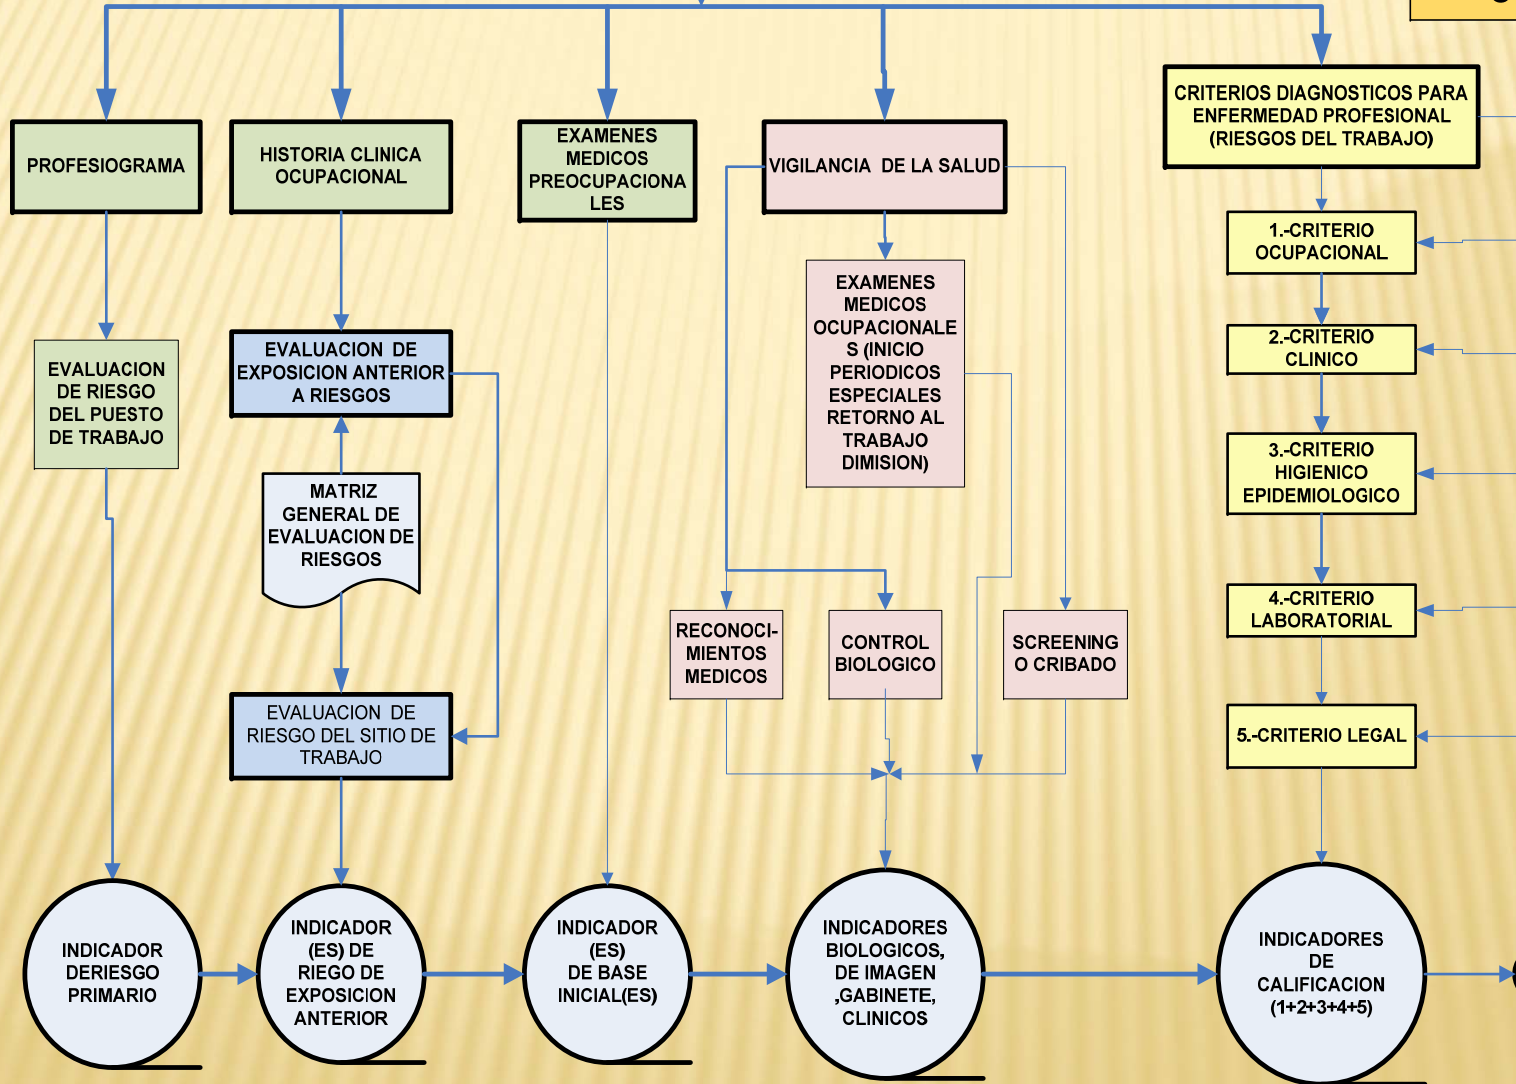 PROFESIOGRAMA
HISTORIA CLINICA
OCUPACIONAL
EXAMENES
MEDICOS
PREOCUPACIONA
LES
VIGILANCIA DE LA SALUD
CRITERIOS DIAGNOSTICOS PARA
ENFERMEDAD PROFESIONAL
(RIESGOS DEL TRABAJO)
EVALUACION
DE RIESGO
DEL PUESTO
DE TRABAJO
EVALUACION DE
EXPOSICION ANTERIOR
A RIESGOS
MATRIZ
GENERAL DE
EVALUACION DE
RIESGOS
EVALUACION DE
RIESGO DEL SITIO DE
TRABAJO
EXAMENES
MEDICOS
OCUPACIONALE
S (INICIO
PERIODICOS
ESPECIALES
RETORNO AL
TRABAJO
DIMISION)
RECONOCI-
MIENTOS
MEDICOS
CONTROL
BIOLOGICO
SCREENING
O CRIBADO
1.-CRITERIO
OCUPACIONAL
2.-CRITERIO
CLINICO
3.-CRITERIO
HIGIENICO
EPIDEMIOLOGICO
4.-CRITERIO
LABORATORIAL
5.-CRITERIO LEGAL
INDICADOR
DERIESGO
PRIMARIO
INDICADOR
(ES) DE
RIEGO DE
EXPOSICION
ANTERIOR
INDICADOR
(ES)
DE BASE
INICIAL(ES)
INDICADORES
BIOLOGICOS,
DE IMAGEN
,GABINETE,
CLINICOS
INDICADORES
DE
CALIFICACION
(1+2+3+4+5)